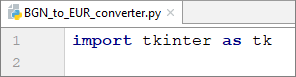 BGN_to_EUR_converter.py ×
1 import tkinter as tk
2